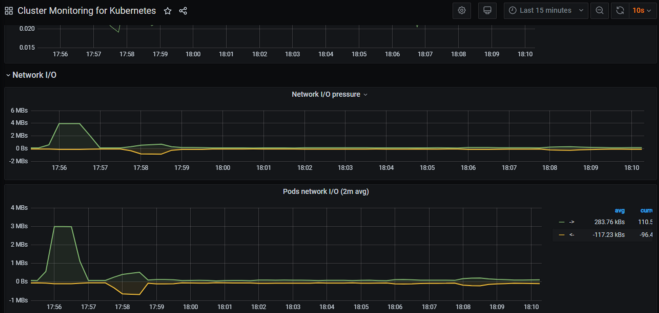 Cluster Monitoring for Kubernetes
Last 15 minutes
10s
0.020
0.015
17:56 17:57 17:58 17:59 18:00 18:01 18:02 18:03 18:04 18:05 18:06 18:07 18:08 18:09 18:10
Network I/O
Network I/O pressure
6 MBs
4 MBs
2 MBs
0 Bs
-2 MBs
17:56 17:57 17:58 17:59 18:00 18:01 18:02 18:03 18:04 18:05 18:06 18:07 18:08 18:09 18:10
Pods network I/O (2m avg)
4 MBs
3 MBs
2 MBs
1 MBs
0 Bs
-1 MBs
17:56 17:57 17:58 17:59 18:00 18:01 18:02 18:03 18:04 18:05 18:06 18:07 18:08 18:09 18:10
avg curr
-> 283.76 kBs 110.5
<- -117.23 kBs -96.4